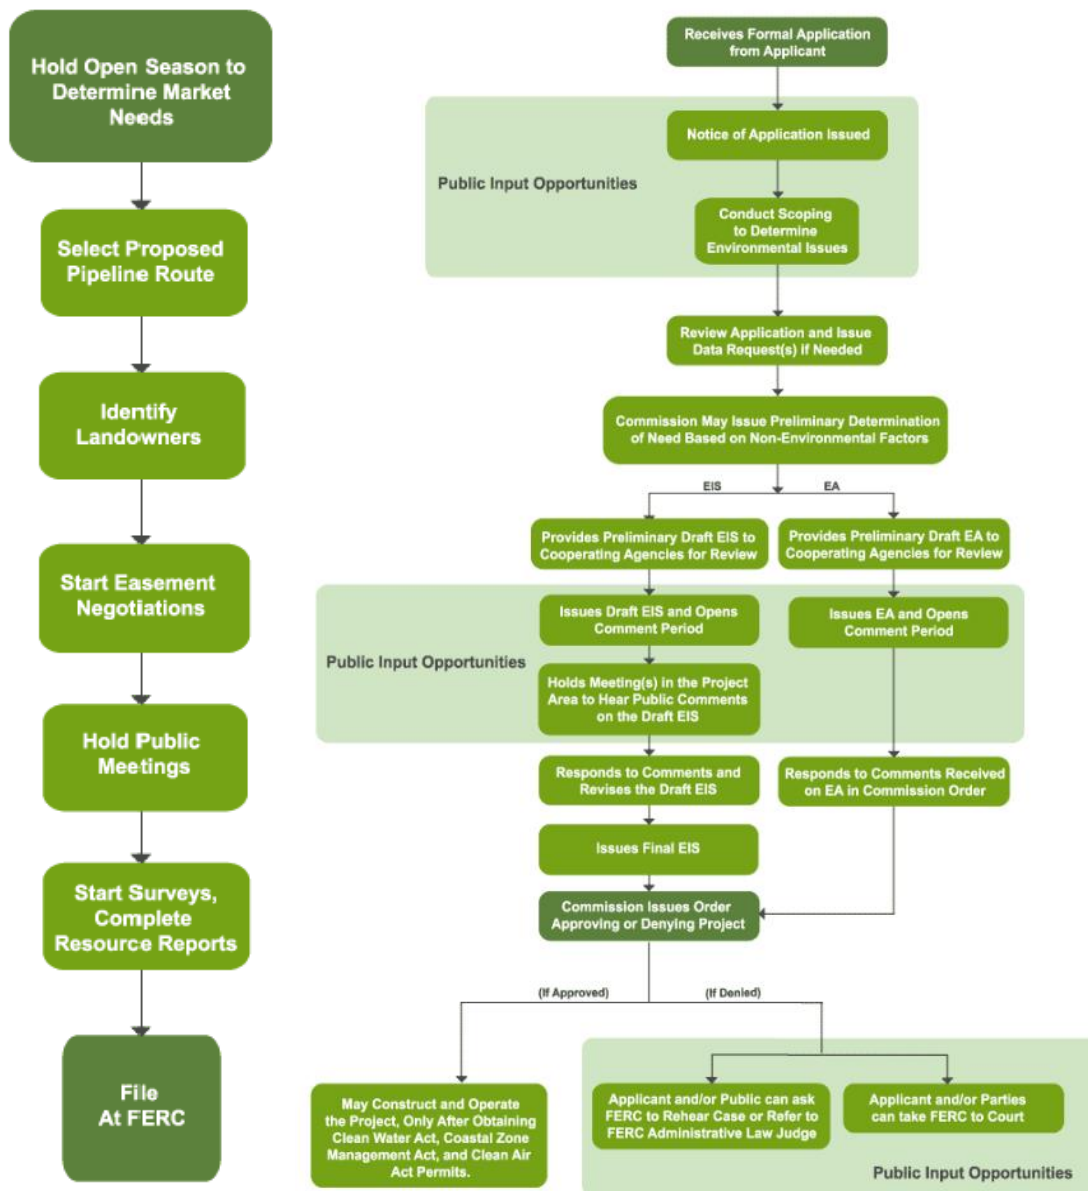 Hold Open Season to
Determine Market
Needs
Select Proposed
Pipeline Route
Identify
Landowners
Start Easement
Negotiations
Hold Public
Meetings
Start Surveys,
Complete
Resource Reports
File
At FERC
Receives Formal Application
from Applicant
Public Input Opportunities
Notice of Application Issued
Conduct Scoping
to Determine
Environmental Issues
Review Application and Issue
Data Request(s) if Needed
Commission May Issue Preliminary Determination
of Need Based on Non-Environmental Factors
EIS
EA
Provides Preliminary Draft EIS to
Cooperating Agencies for Review
Provides Preliminary Draft EA to
Cooperating Agencies for Review
Public Input Opportunities
Issues Draft EIS and Opens
Comment Period
Issues EA and Opens
Comment Period
Holds Meeting(s) in the Project
Area to Hear Public Comments
on the Draft EIS
Responds to Comments and
Revises the Draft EIS
Responds to Comments Received
on EA in Commission Order
Issues Final EIS
Commission Issues Order
Approving or Denying Project
(If Approved)
(If Denied)
May Construct and Operate
the Project, Only After Obtaining
Clean Water Act, Coastal Zone
Management Act, and Clean Air
Act Permits.
Applicant and/or Public can ask
FERC to Rehear Case or Refer to
FERC Administrative Law Judge
Applicant and/or Parties
can take FERC to Court
Public Input Opportunities